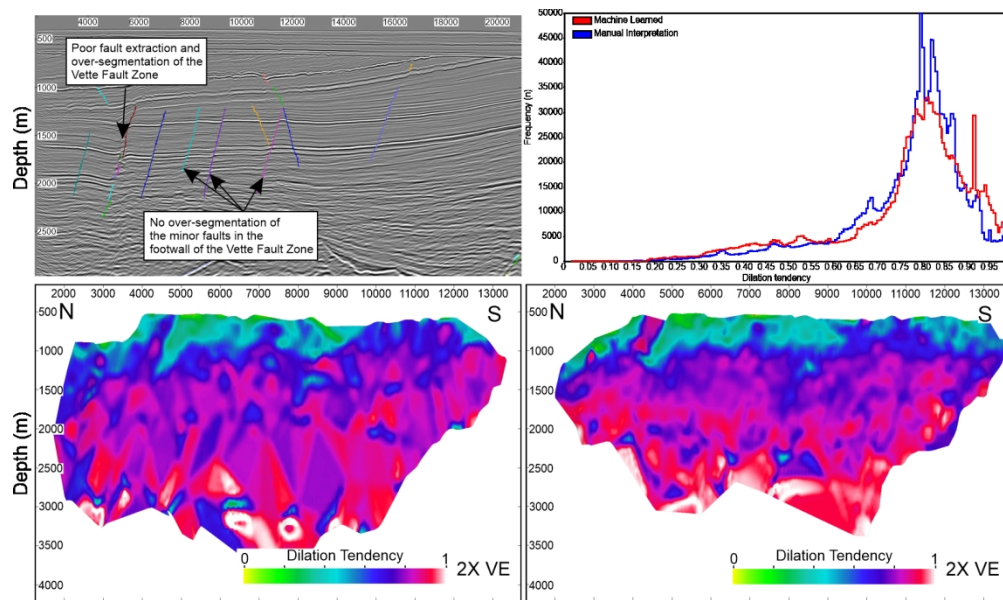 4000 6000 8000 10000 12000 14000 16000 20000
500
1000
1500
2000
2500
Depth (m)
Poor fault extraction and
over-segmentation of the
Vette Fault Zone
No over-segmentation of
the minor faults in the
footwall of the Vette Fault Zone
50000
45000
40000
35000
30000
25000
20000
15000
10000
5000
0
Frequency (n)
Machine Learned
Manual Interpretation
0.05 0.10 0.15 0.20 0.25 0.30 0.35 0.40 0.45 0.50 0.55 0.60 0.65 0.70 0.75 0.80 0.85 0.90 0.95
Dilation tendency
2000 3000 4000 5000 6000 7000 8000 9000 10000 11000 12000 13000
N S
500
1000
1500
2000
2500
3000
3500
4000
Depth (m)
Dilation Tendency
0 1
2X VE
2000 3000 4000 5000 6000 7000 8000 9000 10000 11000 12000 13000
N S
500
1000
1500
2000
2500
3000
3500
4000
Dilation Tendency
0 1
2X VE